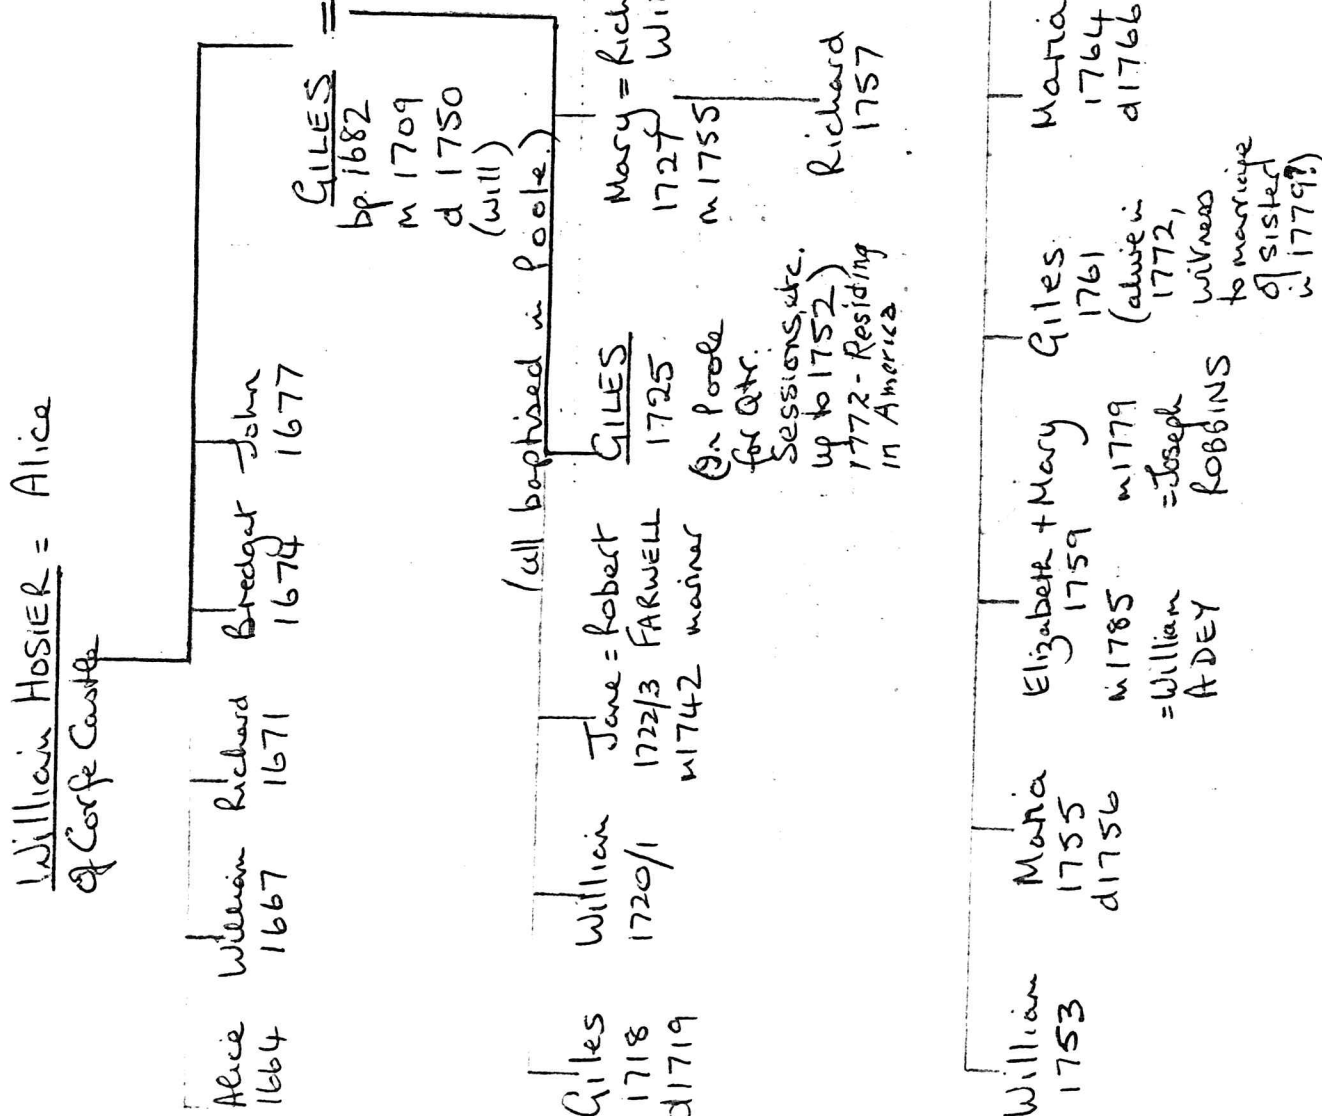 William HOSIER = Alice
of Corfe Castle
Alice
1664
William
1667
Richard
1671
Bredgat
1674
John
1677
GILES =
bp. 1682
m 1709
d 1750
(will)
(all baptised in Poole.)
Giles
1718
d1719
William
1720/1
Jane = Robert
1722/3 FARWELL
m1742 mariner
GILES
1725
(In Poole
for Qtr.
Sessions, etc.
up to 1752)
1772 - Residing
in America
Mary = Rich
1727
m1755
Wi
Richard
1757
William
1753
Maria
1755
d1756
Elizabeth + Mary
1759
m1785
=William
ADEY
m1779
=Joseph
ROBBINS
Giles
1761
(alive in
1772,
witness
to marriage
of sister
in 1779?)
Maria
1764
d1766